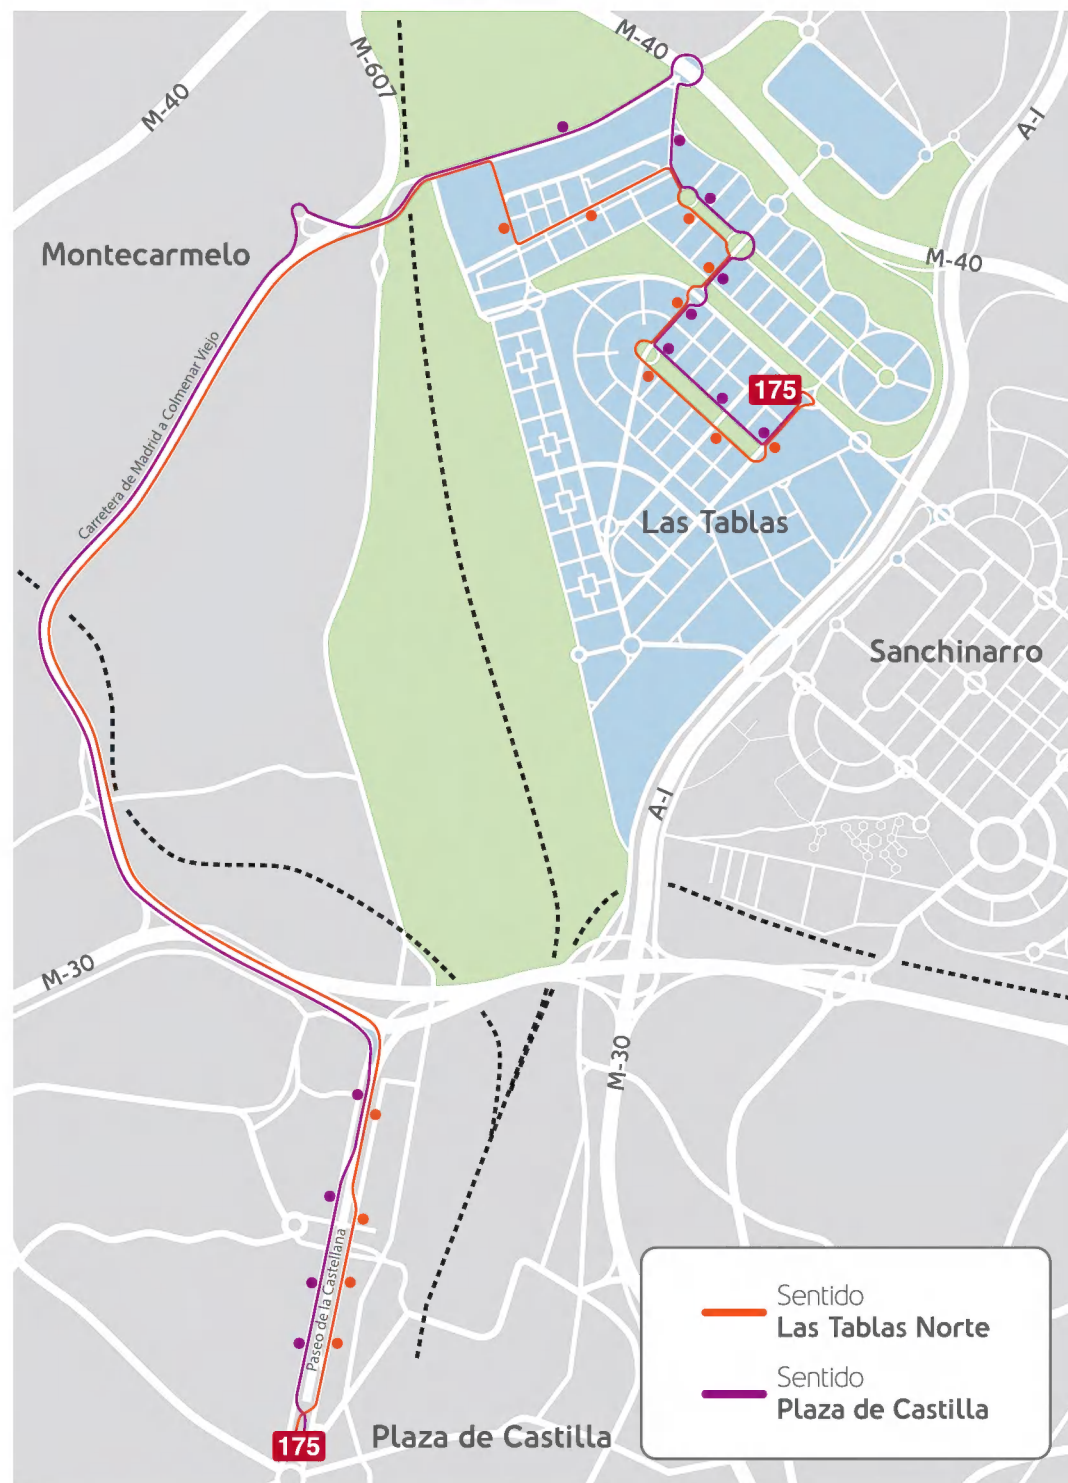 M-40
M-607
M-40
A-I
Montecarmelo
M-40
Carretera de Madrid a Colmenar Viejo
175
Las Tablas
Sanchinarro
A-I
M-30
M-30
Paseo de la Castellana
Sentido
Las Tablas Norte
Sentido
Plaza de Castilla
175
Plaza de Castilla